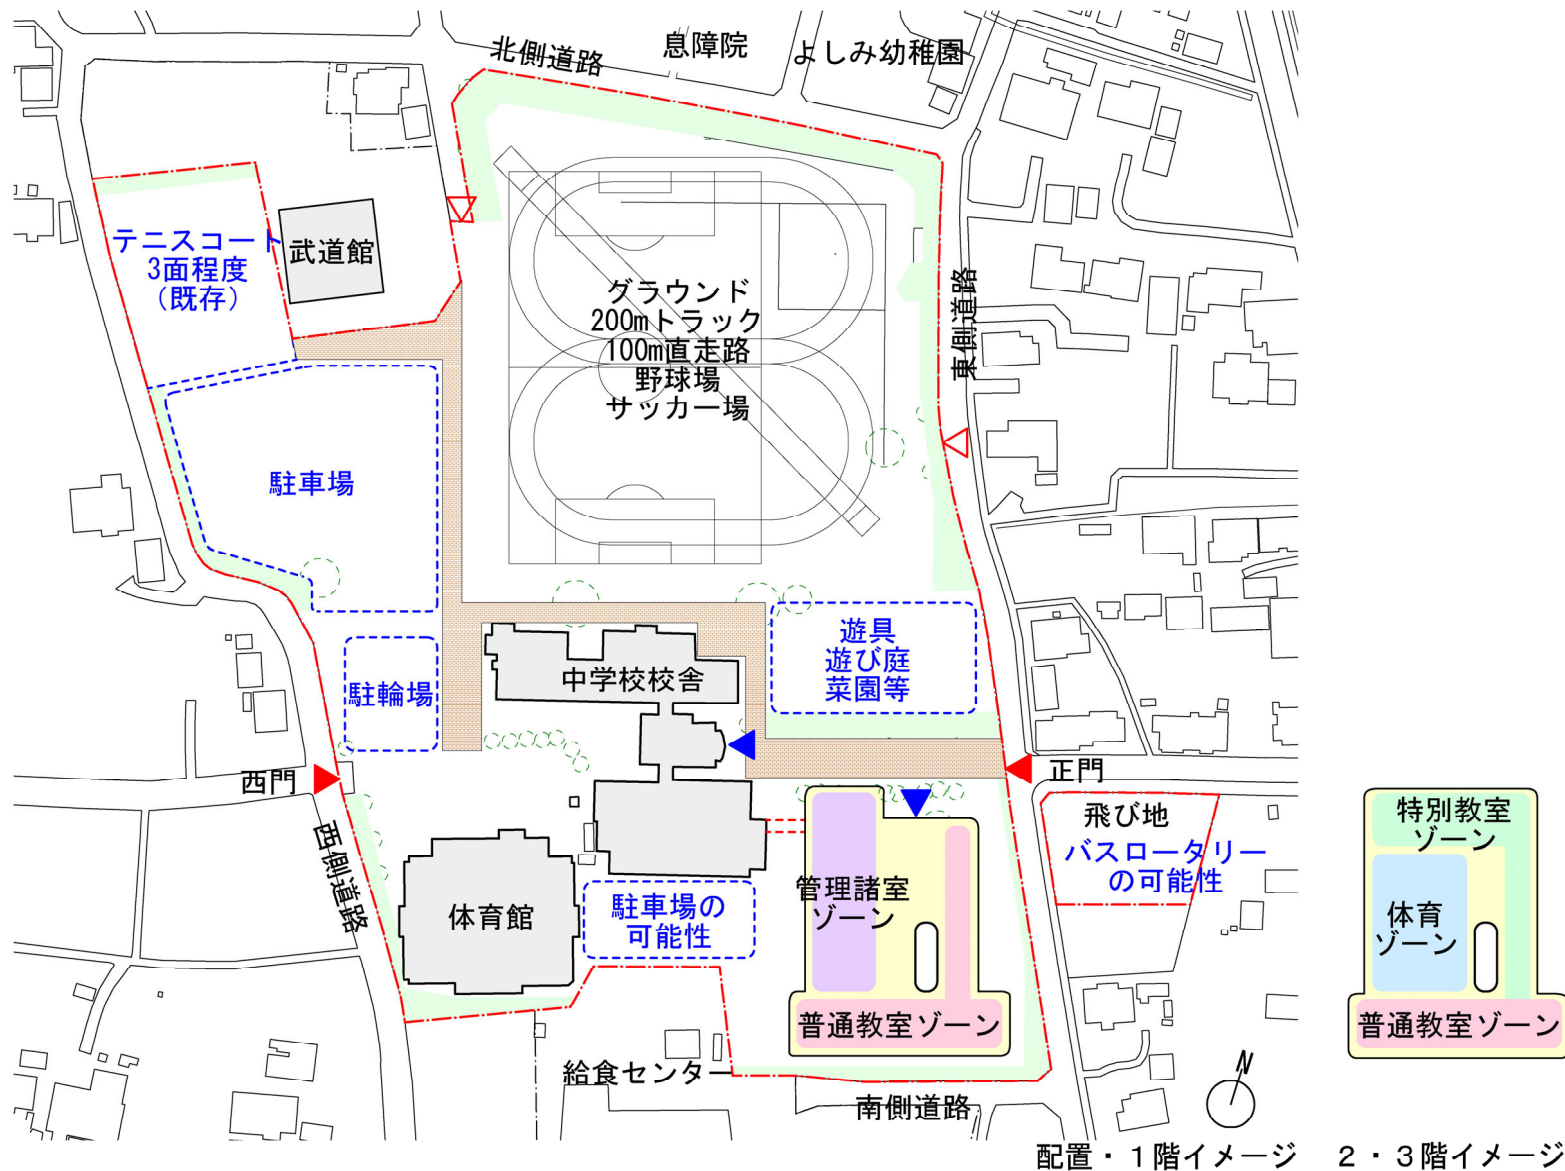 北側道路
息障院
よしみ幼稚園
テニスコート
3面程度
（既存）
武道館
グラウンド
200mトラック
100m直走路
野球場
サッカー場
東側道路
駐車場
遊具
遊び庭
菜園等
中学校校舎
駐輪場
西門
正門
飛び地
バスロータリー
の可能性
特別教室
ゾーン
西側道路
体育館
駐車場の
可能性
管理諸室
ゾーン
体育
ゾーン
普通教室ゾーン
普通教室ゾーン
給食センター
南側道路
N
配置・１階イメージ
２・３階イメージ